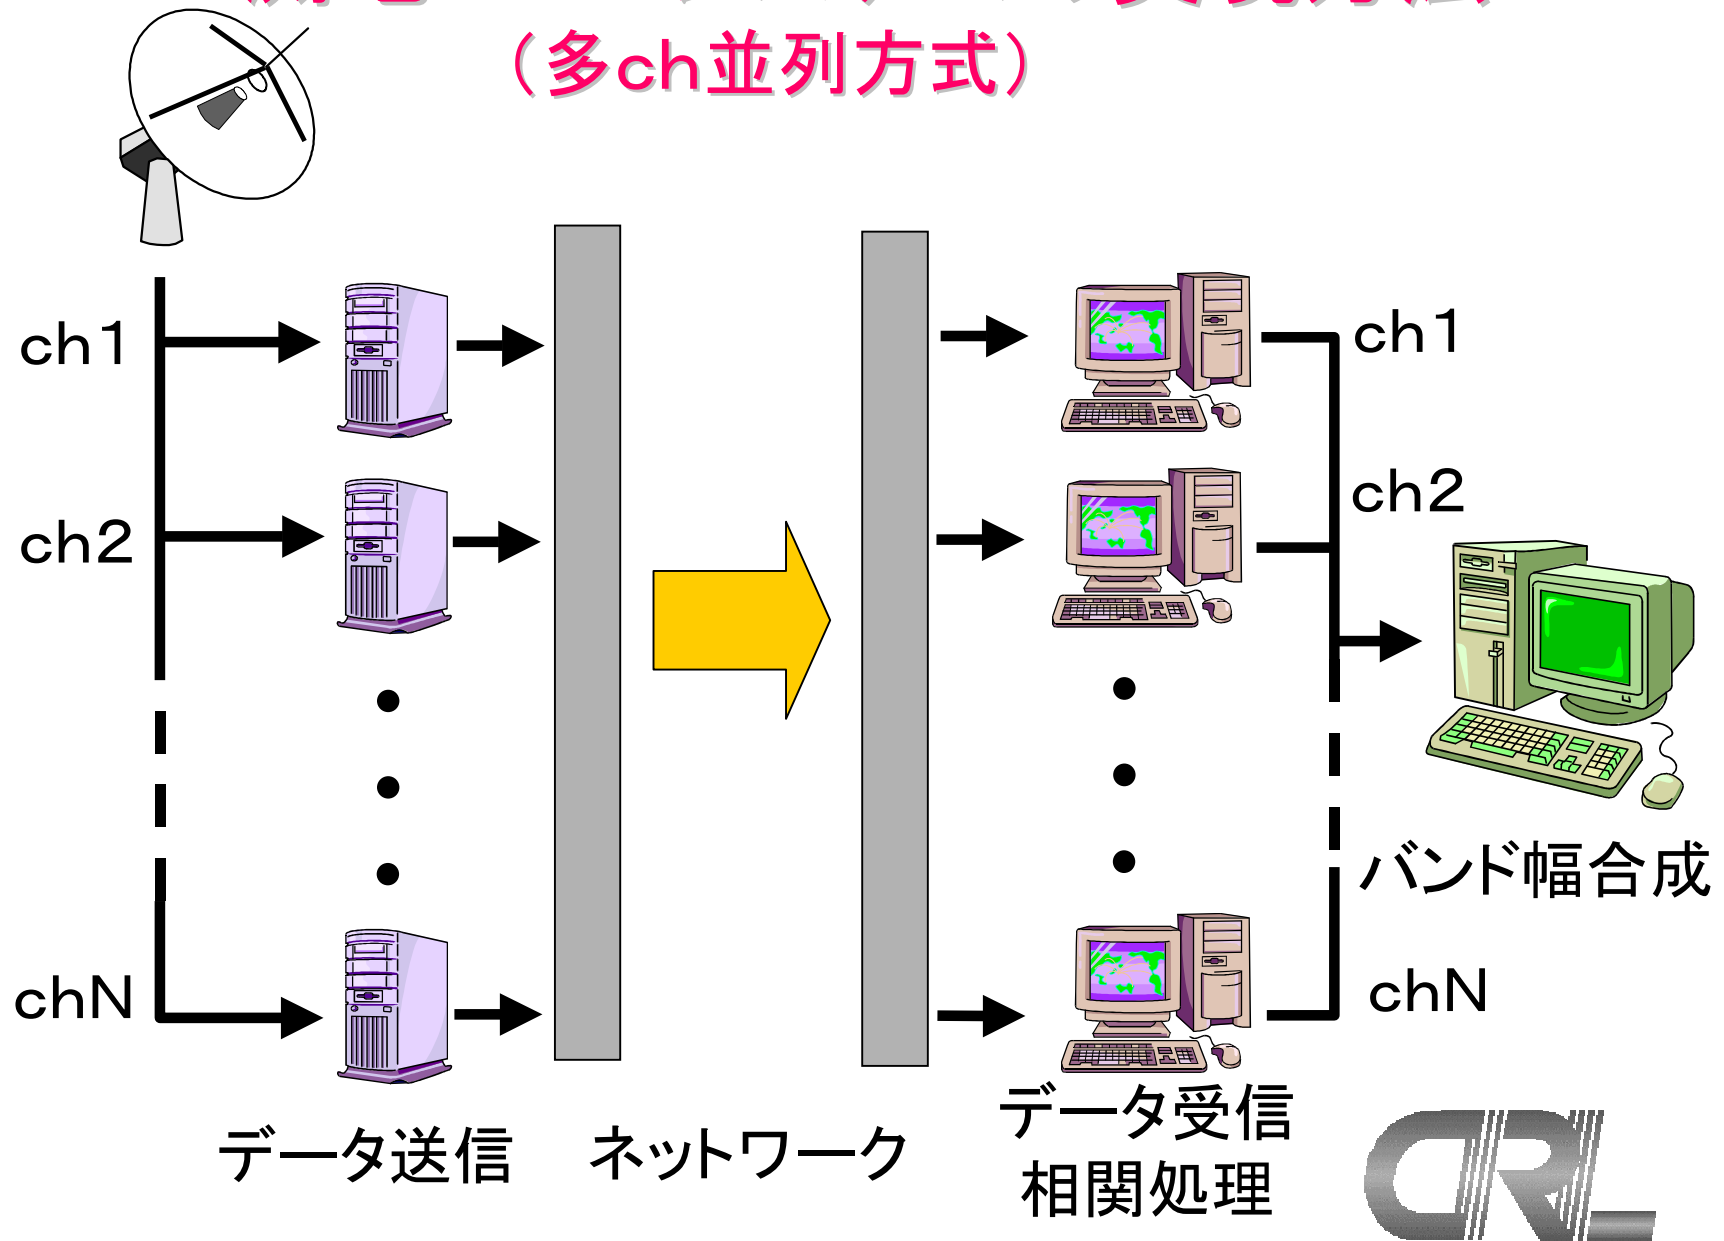 （多ch並列方式）
ch1
ch2
chN
ch1
ch2
chN
バンド幅合成
データ送信
ネットワーク
データ受信
相関処理
CRL